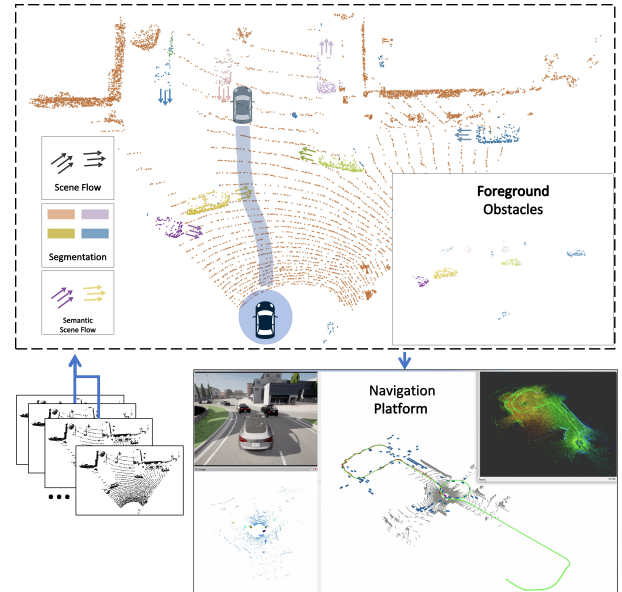 Foreground
Obstacles
Scene Flow
Segmentation
Semantic
Scene Flow
Navigation
Platform